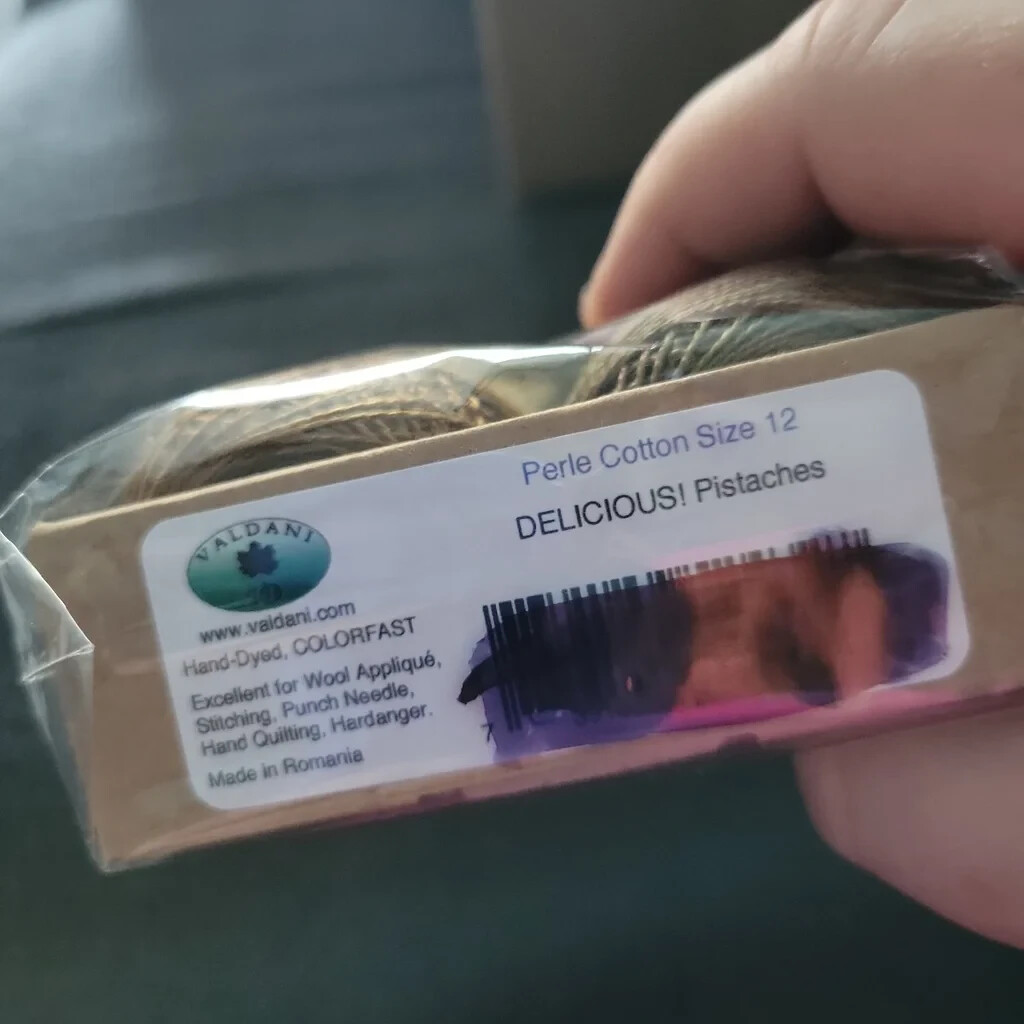 Perle Cotton Size 12
DELICIOUS! Pistaches
VALDANI
www.valdani.com
Hand-Dyed, COLORFAST
Excellent for Wool Appliqué,
Stitching, Punch Needle,
Hand Quilting, Hardanger.
Made in Romania
7